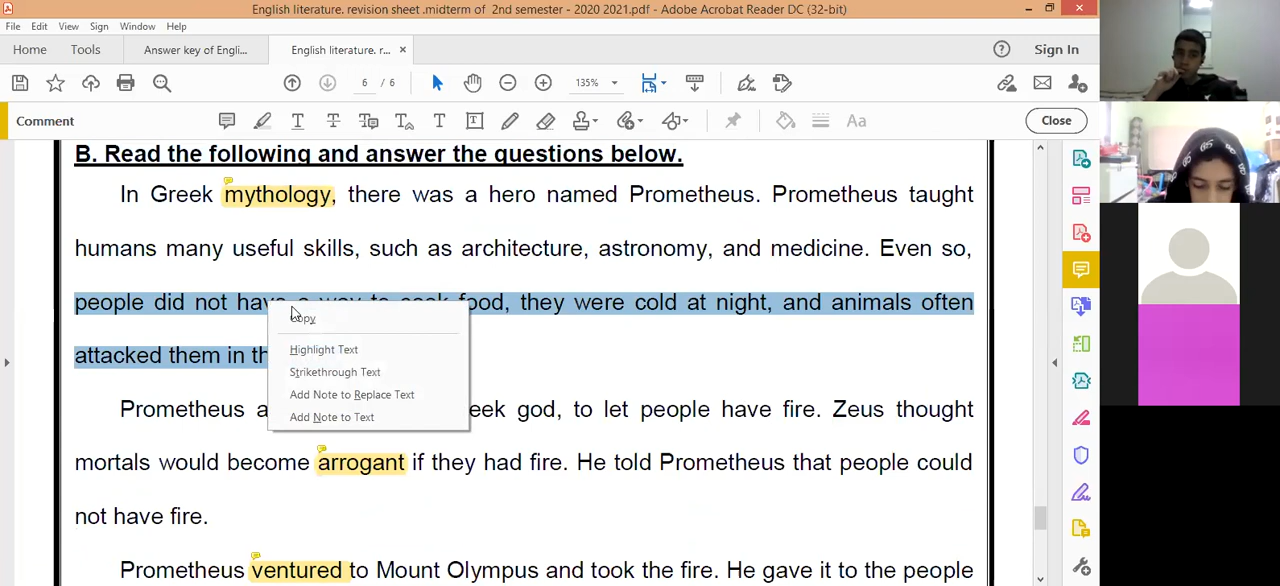 English literature. revision sheet .midterm of 2nd semester - 2020 2021.pdf - Adobe Acrobat Reader DC (32-bit)
File Edit View Sign Window Help
Home Tools Answer key of Engli... English literature. r... ×
Sign In
6 / 6 135%
Comment
Aa
Close
B. Read the following and answer the questions below.
In Greek mythology, there was a hero named Prometheus. Prometheus taught
humans many useful skills, such as architecture, astronomy, and medicine. Even so,
people did not have a way to cook food, they were cold at night, and animals often
attacked them in th
Copy
Highlight Text
Strikethrough Text
Add Note to Replace Text
Add Note to Text
Prometheus a eek god, to let people have fire. Zeus thought
mortals would become arrogant if they had fire. He told Prometheus that people could
not have fire.
Prometheus ventured to Mount Olympus and took the fire. He gave it to the people